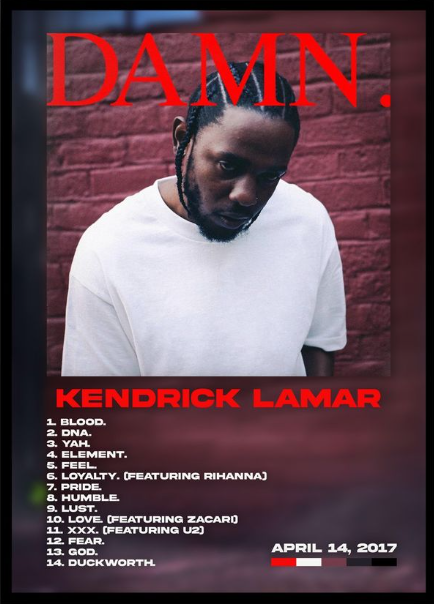 DAMN.
KENDRICK LAMAR
1. BLOOD.
2. DNA.
3. YAH.
4. ELEMENT.
5. FEEL.
6. LOYALTY. (FEATURING RIHANNA)
7. PRIDE.
8. HUMBLE.
9. LUST.
10. LOVE. (FEATURING ZACARI)
11. XXX. (FEATURING U2)
12. FEAR.
13. GOD.
14. DUCKWORTH.
APRIL 14, 2017